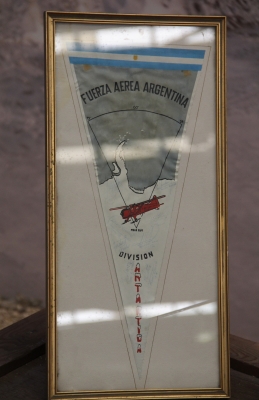 FUERZA AEREA ARGENTINA
DIVISION
ANTARTIDA